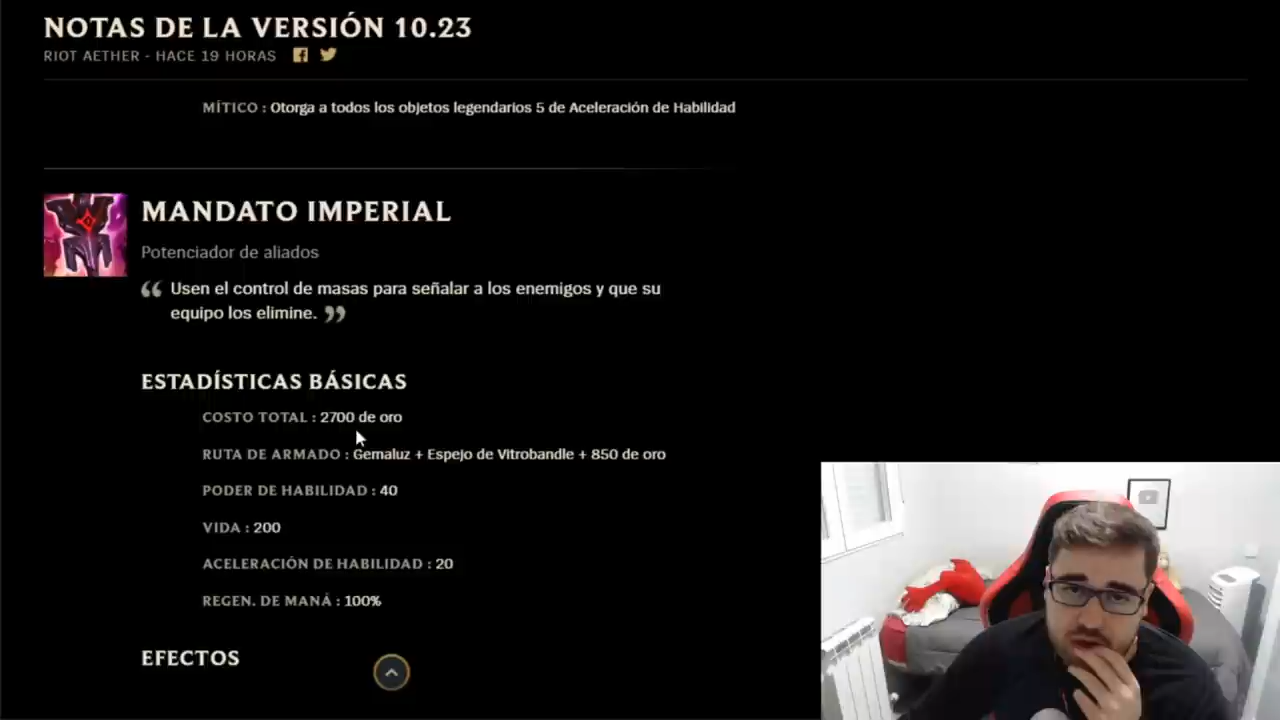 NOTAS DE LA VERSIÓN 10.23
RIOT AETHER - HACE 19 HORAS
MÍTICO : Otorga a todos los objetos legendarios 5 de Aceleración de Habilidad
MANDATO IMPERIAL
Potenciador de aliados
“ Usen el control de masas para señalar a los enemigos y que su
equipo los elimine. ”
ESTADÍSTICAS BÁSICAS
COSTO TOTAL : 2700 de oro
RUTA DE ARMADO : Gemaluz + Espejo de Vitrobandle + 850 de oro
PODER DE HABILIDAD : 40
VIDA : 200
ACELERACIÓN DE HABILIDAD : 20
REGEN. DE MANÁ : 100%
EFECTOS